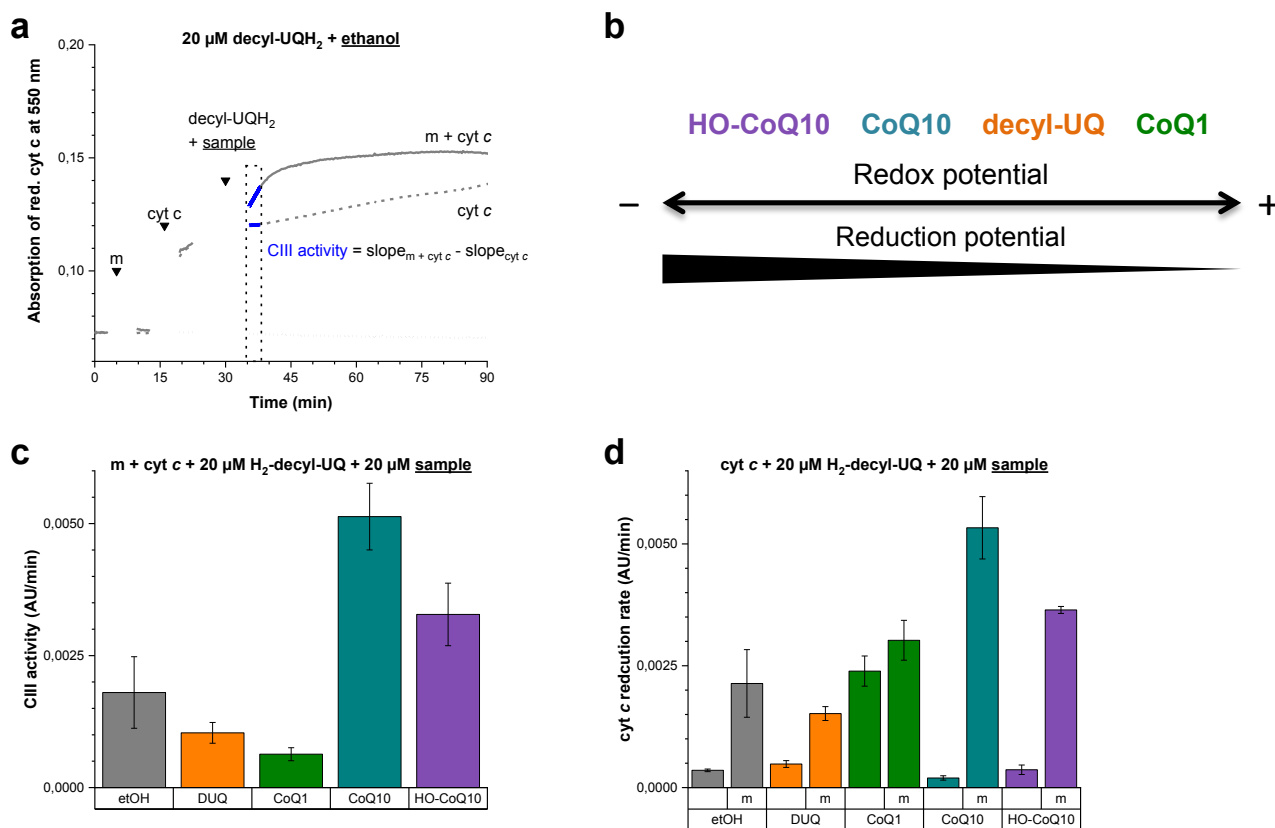 a
20 µM decyl-UQH2 + ethanol
Absorption of red. cyt c at 550 nm
0,20
0,15
0,10
decyl-UQH2
+ sample
m + cyt c
cyt c
m
cyt c
CIII activity = slopem + cyt c - slopecyt c
0 15 30 45 60 75 90
Time (min)
b
HO-CoQ10 CoQ10 decyl-UQ CoQ1
Redox potential
− +
Reduction potential
c
m + cyt c + 20 µM H2-decyl-UQ + 20 µM sample
CIII activity (AU/min)
0,0050
0,0025
0,0000
etOH DUQ CoQ1 CoQ10 HO-CoQ10
d
cyt c + 20 µM H2-decyl-UQ + 20 µM sample
cyt c redcution rate (AU/min)
0,0050
0,0025
0,0000
m m m m m
etOH DUQ CoQ1 CoQ10 HO-CoQ10